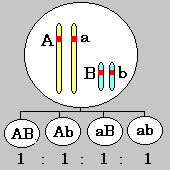 A a
B b
AB Ab aB ab
1 : 1 : 1 : 1